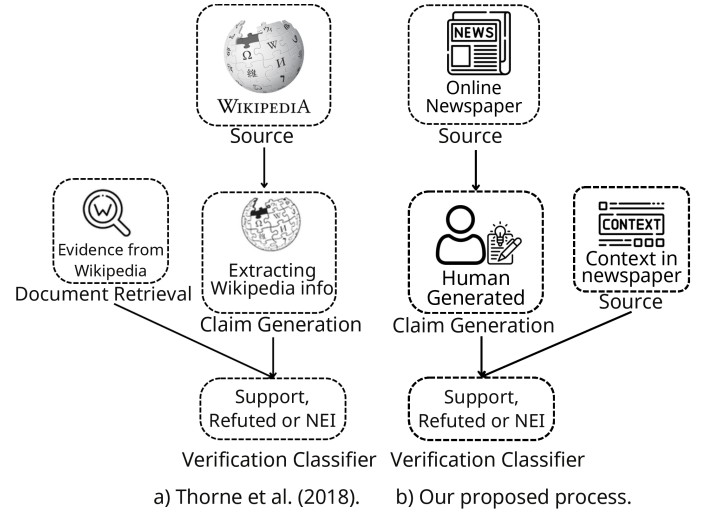 WIKIPEDIA
Source
NEWS
Online
Newspaper
Source
W
Evidence from
Wikipedia
Document Retrieval
Extracting
Wikipedia info
Claim Generation
Human
Generated
Claim Generation
CONTEXT
Context in
newspaper
Source
Support,
Refuted or NEI
Verification Classifier
Support,
Refuted or NEI
Verification Classifier
a) Thorne et al. (2018).
b) Our proposed process.